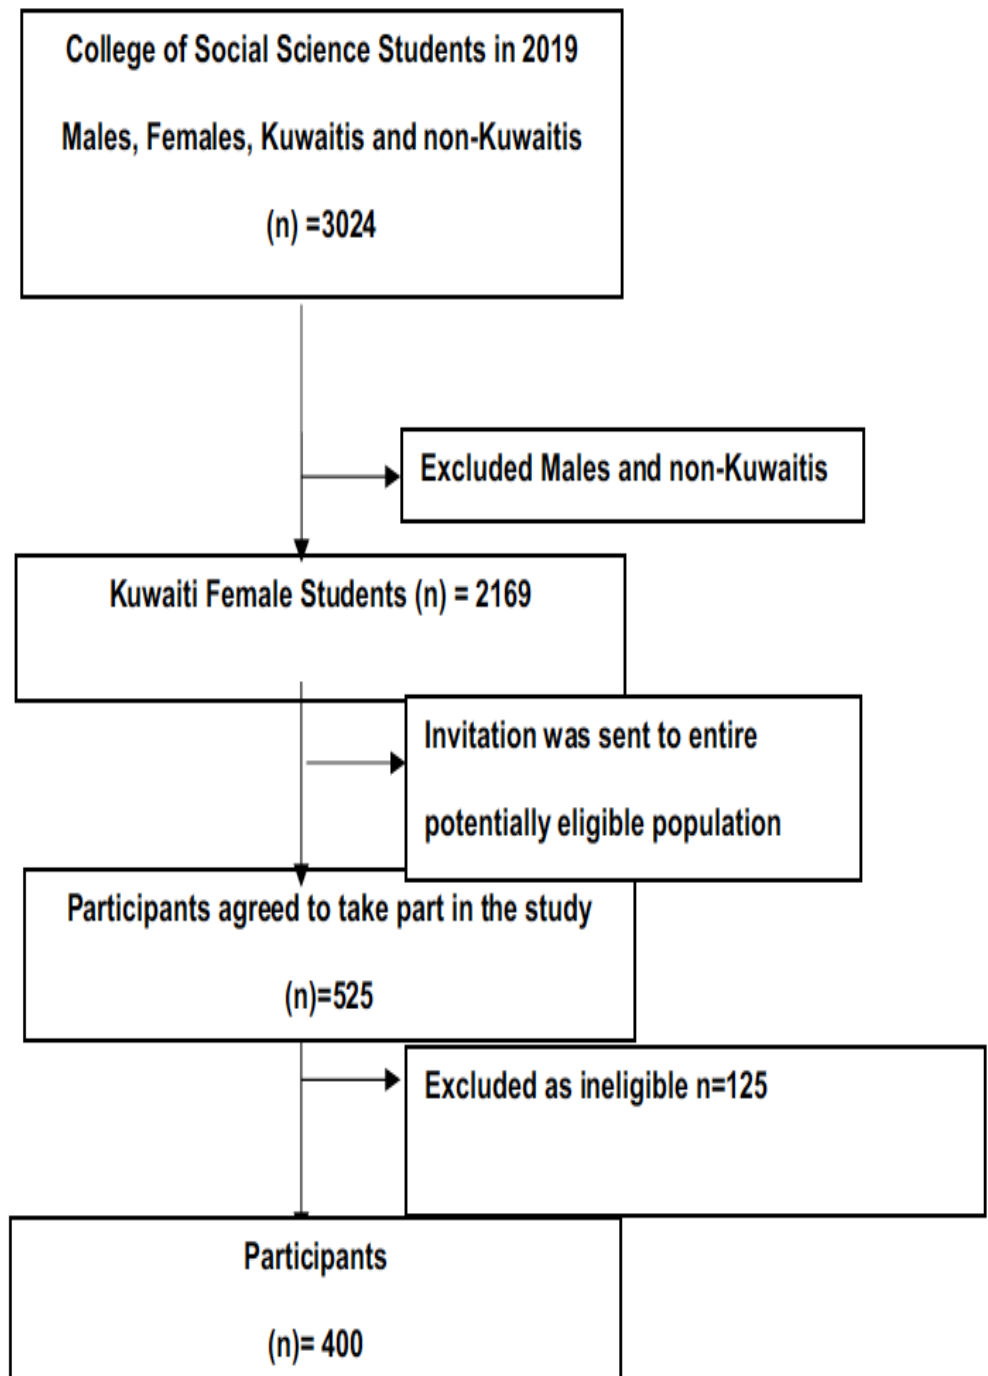 College of Social Science Students in 2019
Males, Females, Kuwaitis and non-Kuwaitis
(n) =3024
Excluded Males and non-Kuwaitis
Kuwaiti Female Students (n) = 2169
Invitation was sent to entire
potentially eligible population
Participants agreed to take part in the study
(n)=525
Excluded as ineligible n=125
Participants
(n)= 400